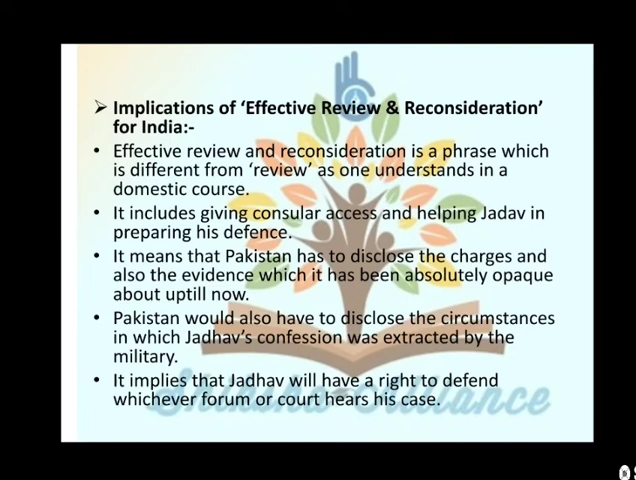 ➢ Implications of ‘Effective Review & Reconsideration’
for India:-
• Effective review and reconsideration is a phrase which
is different from ‘review’ as one understands in a
domestic course.
• It includes giving consular access and helping Jadav in
preparing his defence.
• It means that Pakistan has to disclose the charges and
also the evidence which it has been absolutely opaque
about uptill now.
• Pakistan would also have to disclose the circumstances
in which Jadhav’s confession was extracted by the
military.
• It implies that Jadhav will have a right to defend
whichever forum or court hears his case.